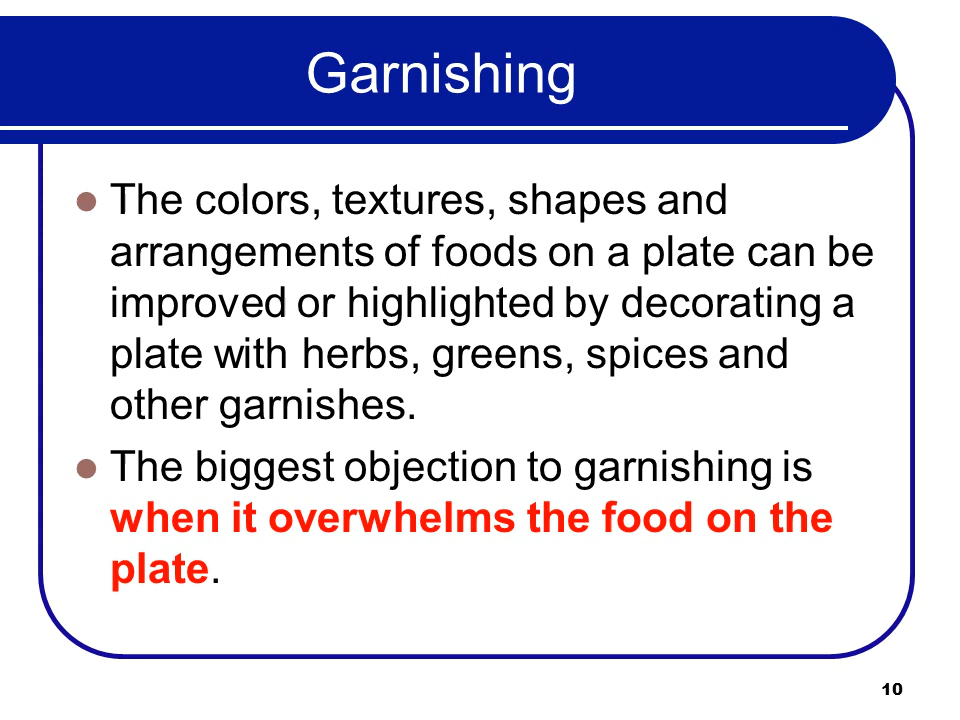 Garnishing
The colors, textures, shapes and
arrangements of foods on a plate can be
improved or highlighted by decorating a
plate with herbs, greens, spices and
other garnishes.
The biggest objection to garnishing is
when it overwhelms the food on the
plate.
10